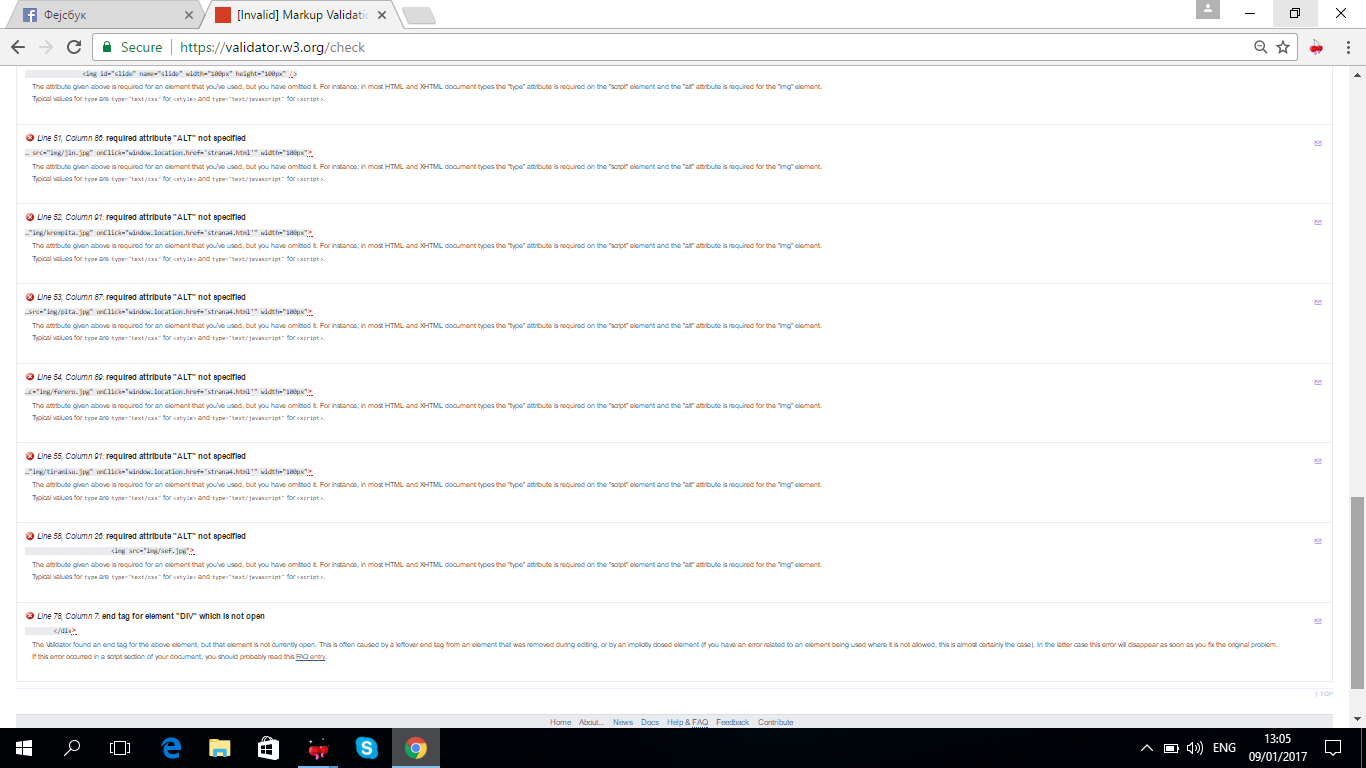 Фејсбук
[Invalid] Markup Validatio
Secure
https://validator.w3.org/check
<img id="slide" name="slide" width="100px" height="100px" />
The attribute given above is required for an element that you've used, but you have omitted it. For instance, in most HTML and XHTML document types the "type" attribute is required on the "script" element and the "alt" attribute is required for the "img" element.
Typical values for type are type="text/css" for <style> and type="text/javascript" for <script>.
Line 51, Column 86: required attribute "ALT" not specified
… src="img/jin.jpg" onClick="window.location.href='strana4.html'" width="100px">
The attribute given above is required for an element that you've used, but you have omitted it. For instance, in most HTML and XHTML document types the "type" attribute is required on the "script" element and the "alt" attribute is required for the "img" element.
Typical values for type are type="text/css" for <style> and type="text/javascript" for <script>.
Line 52, Column 91: required attribute "ALT" not specified
…"img/krempita.jpg" onClick="window.location.href='strana4.html'" width="100px">
The attribute given above is required for an element that you've used, but you have omitted it. For instance, in most HTML and XHTML document types the "type" attribute is required on the "script" element and the "alt" attribute is required for the "img" element.
Typical values for type are type="text/css" for <style> and type="text/javascript" for <script>.
Line 53, Column 87: required attribute "ALT" not specified
…src="img/pita.jpg" onClick="window.location.href='strana4.html'" width="100px">
The attribute given above is required for an element that you've used, but you have omitted it. For instance, in most HTML and XHTML document types the "type" attribute is required on the "script" element and the "alt" attribute is required for the "img" element.
Typical values for type are type="text/css" for <style> and type="text/javascript" for <script>.
Line 54, Column 89: required attribute "ALT" not specified
…c="img/ferero.jpg" onClick="window.location.href='strana4.html'" width="100px">
The attribute given above is required for an element that you've used, but you have omitted it. For instance, in most HTML and XHTML document types the "type" attribute is required on the "script" element and the "alt" attribute is required for the "img" element.
Typical values for type are type="text/css" for <style> and type="text/javascript" for <script>.
Line 55, Column 91: required attribute "ALT" not specified
…"img/tiramisu.jpg" onClick="window.location.href='strana4.html'" width="100px">
The attribute given above is required for an element that you've used, but you have omitted it. For instance, in most HTML and XHTML document types the "type" attribute is required on the "script" element and the "alt" attribute is required for the "img" element.
Typical values for type are type="text/css" for <style> and type="text/javascript" for <script>.
Line 58, Column 26: required attribute "ALT" not specified
<img src="img/sef.jpg">
The attribute given above is required for an element that you've used, but you have omitted it. For instance, in most HTML and XHTML document types the "type" attribute is required on the "script" element and the "alt" attribute is required for the "img" element.
Typical values for type are type="text/css" for <style> and type="text/javascript" for <script>.
Line 78, Column 7: end tag for element "DIV" which is not open
</div>
The Validator found an end tag for the above element, but that element is not currently open. This is often caused by a leftover end tag from an element that was removed during editing, or by an implicitly closed element (if you have an error related to an element being used where it is not allowed, this is almost certainly the case). In the latter case this error will disappear as soon as you fix the original problem.
If this error occurred in a script section of your document, you should probably read this FAQ entry.
↑ TOP
Home About... News Docs Help & FAQ Feedback Contribute
ENG
13:05
09/01/2017